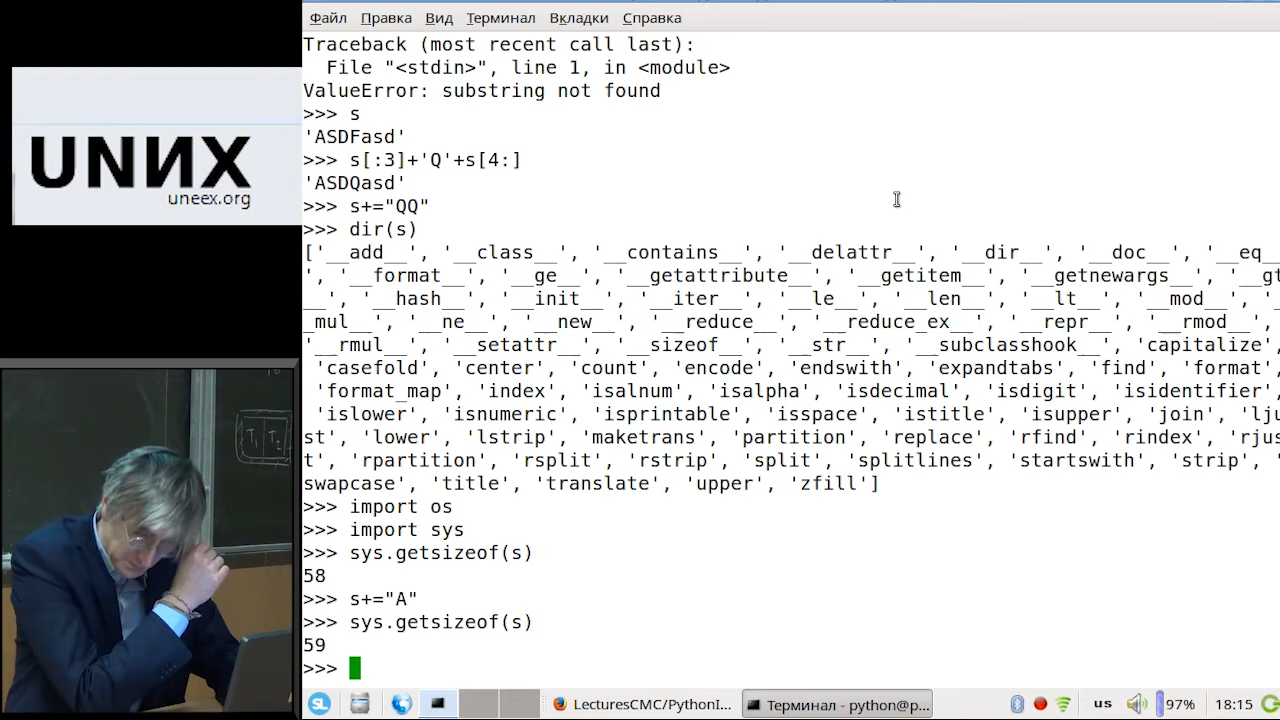 UNИX
uneex.org
T₁ T₂
Файл Правка Вид Терминал Вкладки Справка
Traceback (most recent call last):
  File "<stdin>", line 1, in <module>
ValueError: substring not found
>>> s
'ASDFasd'
>>> s[:3]+'Q'+s[4:]
'ASDQasd'
>>> s+="QQ"
>>> dir(s)
['__add__', '__class__', '__contains__', '__delattr__', '__dir__', '__doc__', '__eq__
', '__format__', '__ge__', '__getattribute__', '__getitem__', '__getnewargs__', '__gt
__', '__hash__', '__init__', '__iter__', '__le__', '__len__', '__lt__', '__mod__',
_mul__', '__ne__', '__new__', '__reduce__', '__reduce_ex__', '__repr__', '__rmod__',
'__rmul__', '__setattr__', '__sizeof__', '__str__', '__subclasshook__', 'capitalize',
 'casefold', 'center', 'count', 'encode', 'endswith', 'expandtabs', 'find', 'format',
 'format_map', 'index', 'isalnum', 'isalpha', 'isdecimal', 'isdigit', 'isidentifier',
 'islower', 'isnumeric', 'isprintable', 'isspace', 'istitle', 'isupper', 'join', 'lju
st', 'lower', 'lstrip', 'maketrans', 'partition', 'replace', 'rfind', 'rindex', 'rjus
t', 'rpartition', 'rsplit', 'rstrip', 'split', 'splitlines', 'startswith', 'strip', '
swapcase', 'title', 'translate', 'upper', 'zfill']
>>> import os
>>> import sys
>>> sys.getsizeof(s)
58
>>> s+="A"
>>> sys.getsizeof(s)
59
>>>
SL LecturesCMC/PythonI... Терминал - python@p... us 97% 18:15